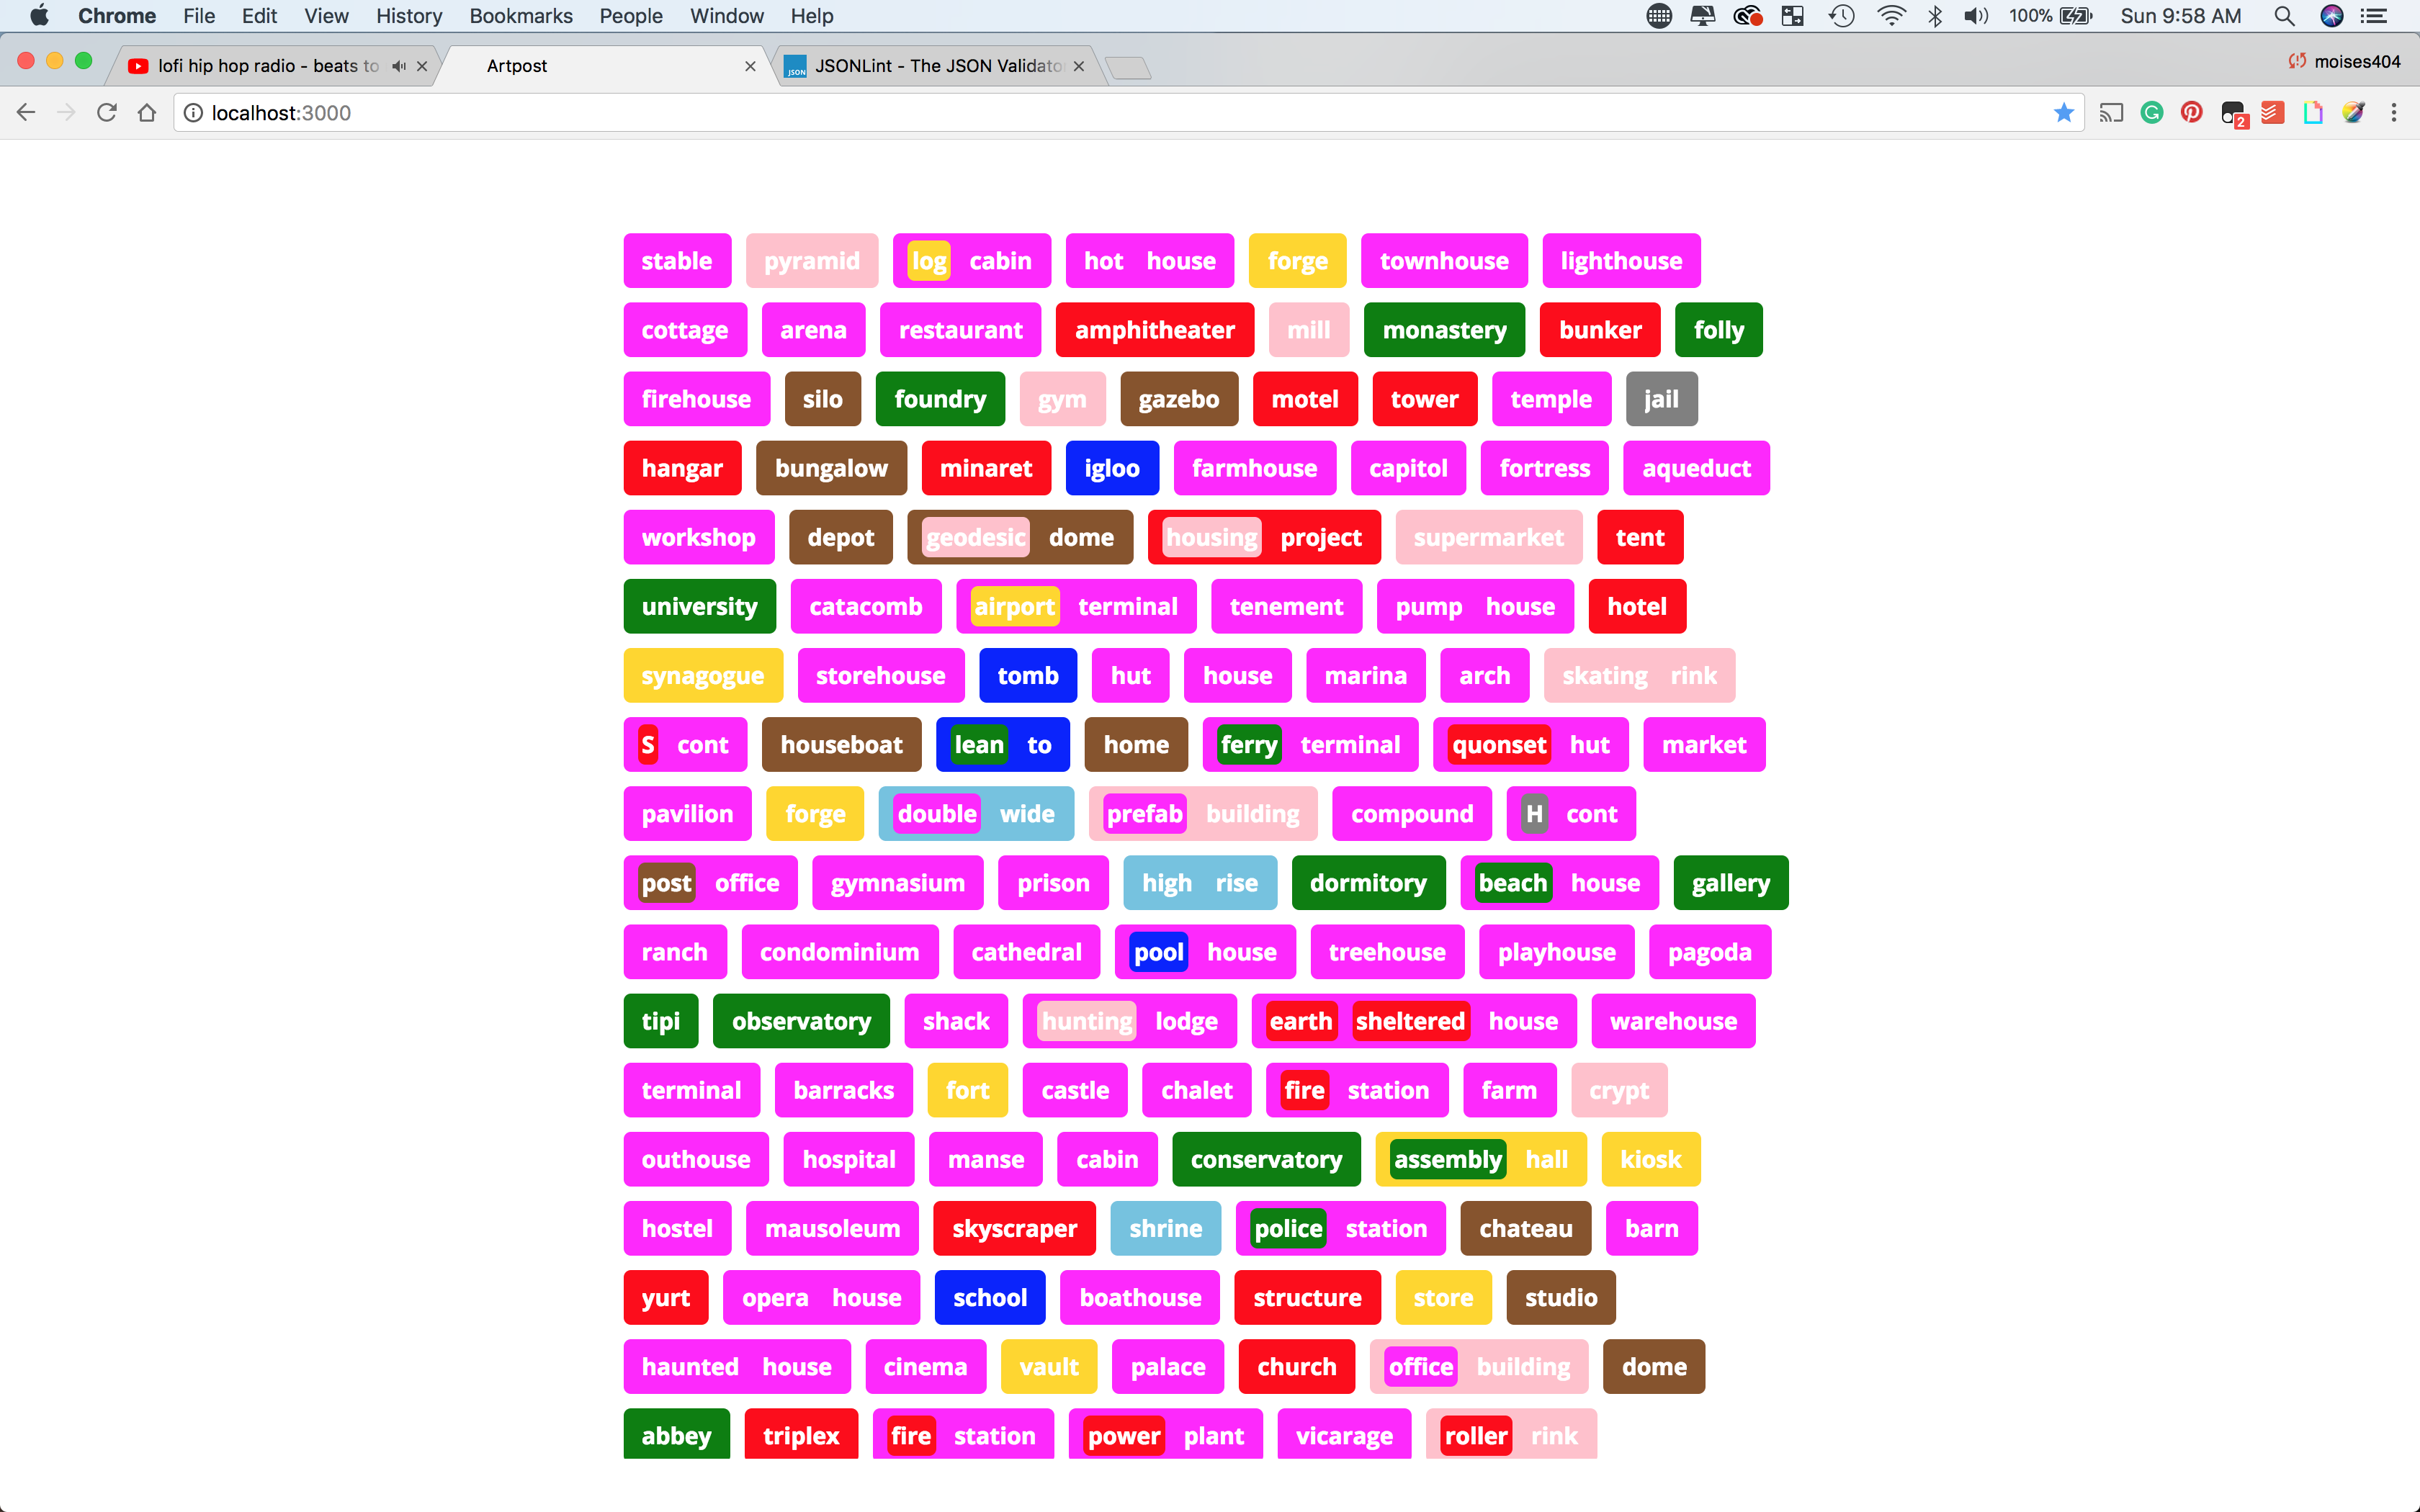 Chrome File Edit View History Bookmarks People Window Help 100% Sun 9:58 AM
lofi hip hop radio - beats to Artpost JSON JSONLint - The JSON Validato moises404
localhost:3000 2
stable pyramid log cabin hot house forge townhouse lighthouse
cottage arena restaurant amphitheater mill monastery bunker folly
firehouse silo foundry gym gazebo motel tower temple jail
hangar bungalow minaret igloo farmhouse capitol fortress aqueduct
workshop depot geodesic dome housing project supermarket tent
university catacomb airport terminal tenement pump house hotel
synagogue storehouse tomb hut house marina arch skating rink
S cont houseboat lean to home ferry terminal quonset hut market
pavilion forge double wide prefab building compound H cont
post office gymnasium prison high rise dormitory beach house gallery
ranch condominium cathedral pool house treehouse playhouse pagoda
tipi observatory shack hunting lodge earth sheltered house warehouse
terminal barracks fort castle chalet fire station farm crypt
outhouse hospital manse cabin conservatory assembly hall kiosk
hostel mausoleum skyscraper shrine police station chateau barn
yurt opera house school boathouse structure store studio
haunted house cinema vault palace church office building dome
abbey triplex fire station power plant vicarage roller rink